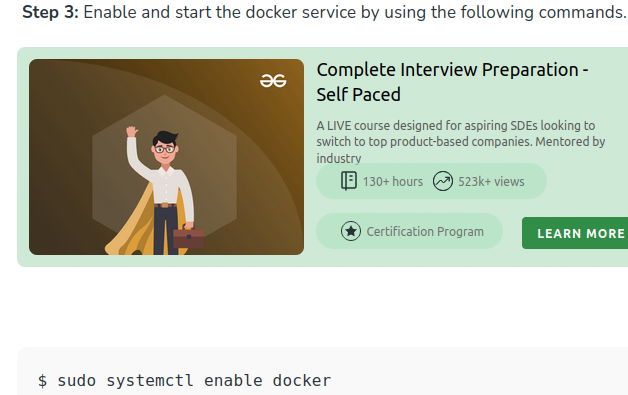 Step 3: Enable and start the docker service by using the following commands.
Complete Interview Preparation -
Self Paced
A LIVE course designed for aspiring SDEs looking to
switch to top product-based companies. Mentored by
industry
130+ hours 523k+ views
Certification Program LEARN MORE
$ sudo systemctl enable docker